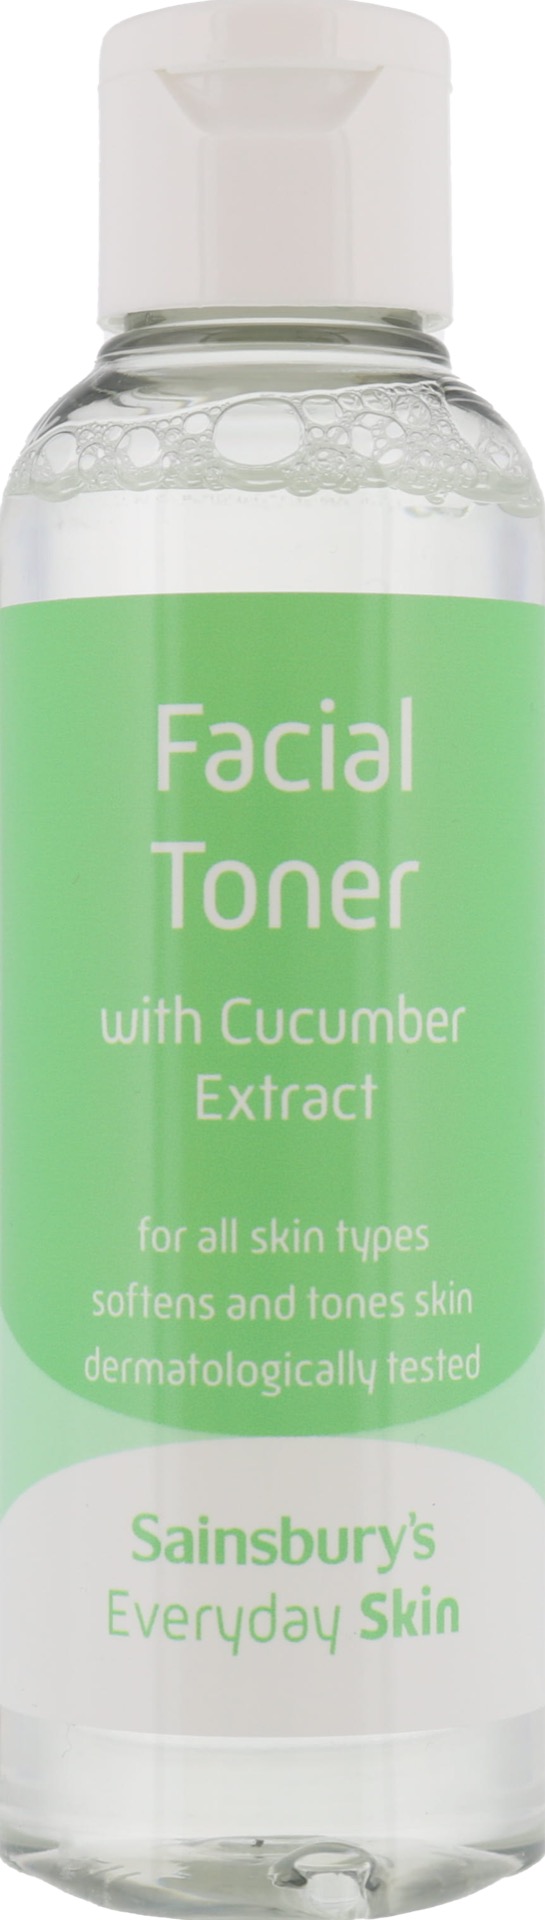 Facial
Toner
with Cucumber
Extract
for all skin types
softens and tones skin
dermatologically tested
Sainsbury's
Everyday Skin